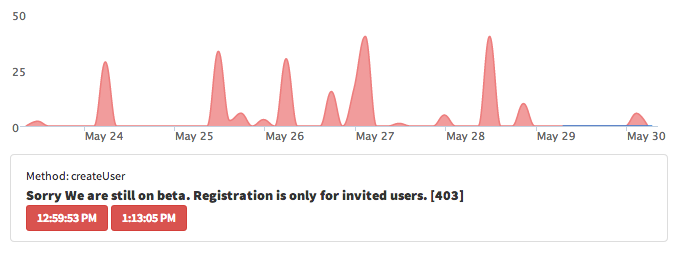 50
25
0
May 24 May 25 May 26 May 27 May 28 May 29 May 30
Method: createUser
Sorry We are still on beta. Registration is only for invited users. [403]
12:59:53 PM 1:13:05 PM